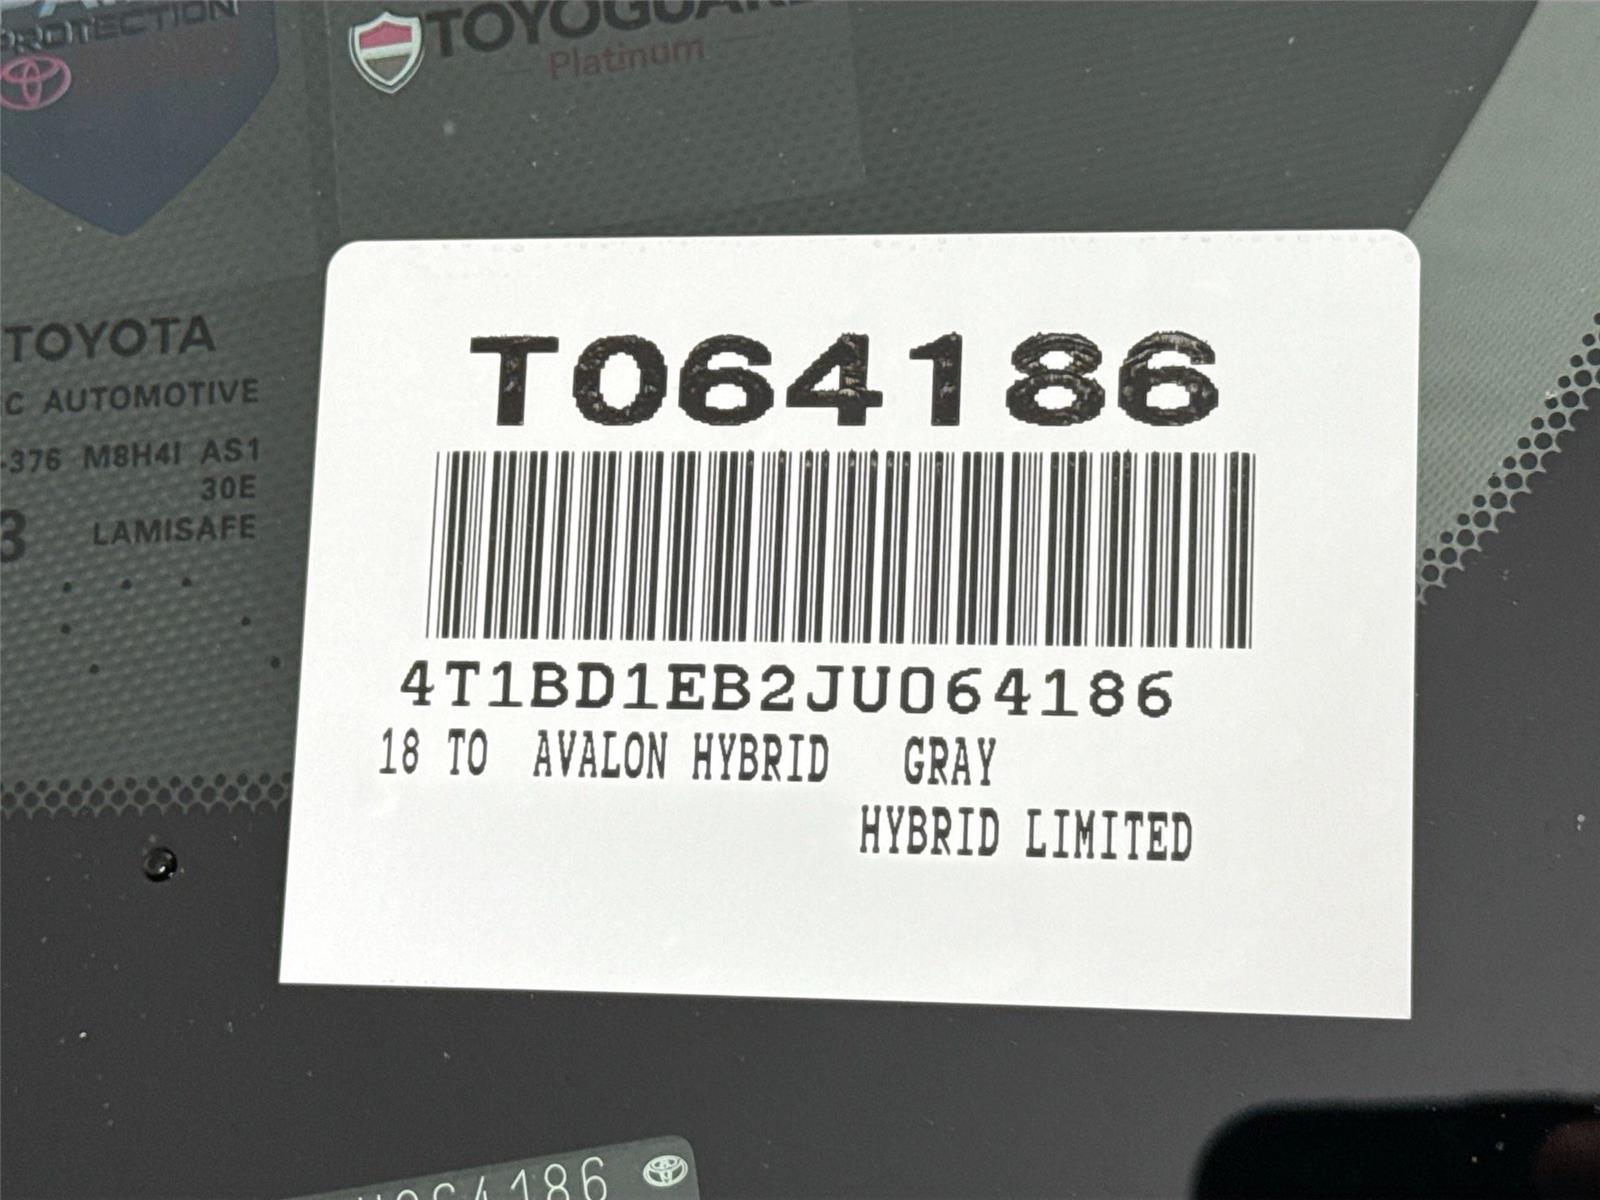 PROTECTION
TOYOGUARD
Platinum
TOYOTA
C AUTOMOTIVE
-376 M8H4I AS1
30E
3 LAMISAFE
T064186
4T1BD1EB2JU064186
18 TO AVALON HYBRID GRAY
HYBRID LIMITED
U064186